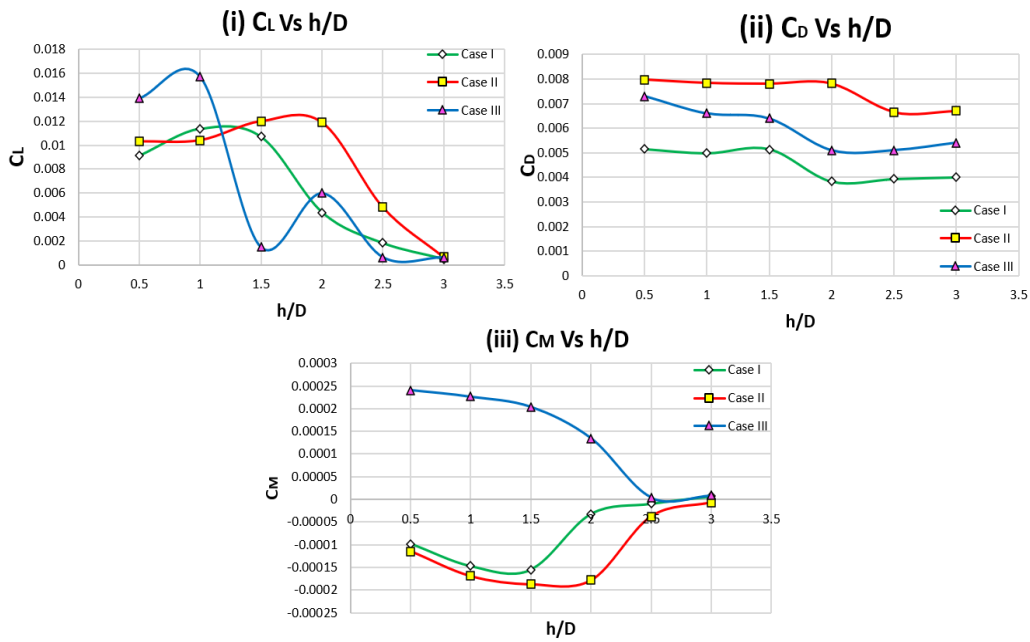 (i) CL Vs h/D
0.018
0.016
0.014
0.012
0.01
0.008
0.006
0.004
0.002
0
CL
0 0.5 1 1.5 2 2.5 3 3.5
h/D
Case I
Case II
Case III
(ii) CD Vs h/D
0.009
0.008
0.007
0.006
0.005
0.004
0.003
0.002
0.001
0
CD
0 0.5 1 1.5 2 2.5 3 3.5
h/D
Case I
Case II
Case III
(iii) CM Vs h/D
0.0003
0.00025
0.0002
0.00015
0.0001
0.00005
0
-0.00005
-0.0001
-0.00015
-0.0002
-0.00025
CM
0 0.5 1 1.5 2 2.5 3 3.5
h/D
Case I
Case II
Case III